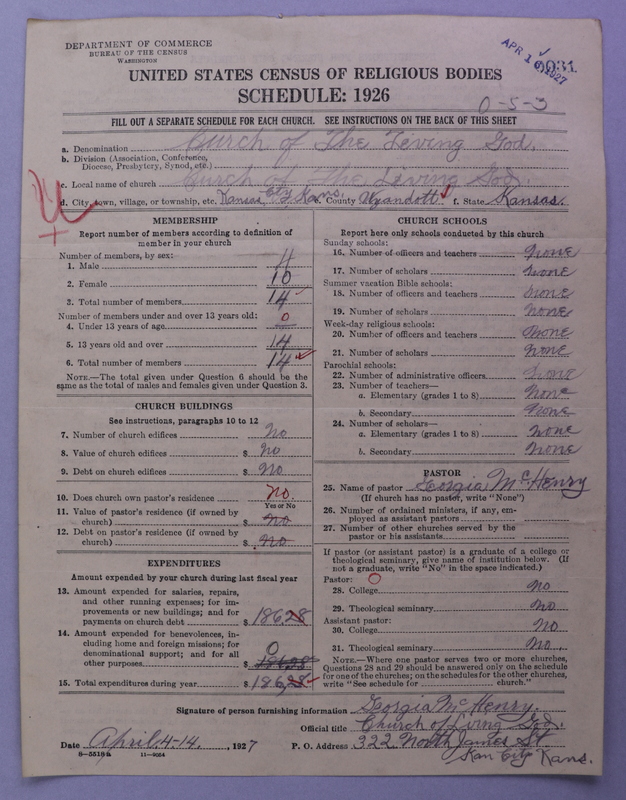 DEPARTMENT OF COMMERCE
BUREAU OF THE CENSUS
WASHINGTON
APR 16 1927
UNITED STATES CENSUS OF RELIGIOUS BODIES
SCHEDULE: 1926
0-5-3
FILL OUT A SEPARATE SCHEDULE FOR EACH CHURCH. SEE INSTRUCTIONS ON THE BACK OF THIS SHEET
a. Denomination Curch of The Leving God.
b. Division (Association, Conference,
Diocese, Presbytery, Synod, etc.)
c. Local name of church Curch of The Living God
d. City, town, village, or township, etc. Kansas City Kans. County Wyandott f. State Kansas.
MEMBERSHIP
Report number of members according to definition of
member in your church
Number of members, by sex:
1. Male 4
2. Female 10
3. Total number of members 14
Number of members under and over 13 years old:
4. Under 13 years of age 0
5. 13 years old and over 14
6. Total number of members 14
NOTE.—The total given under Question 6 should be the
same as the total of males and females given under Question 3.
CHURCH BUILDINGS
See instructions, paragraphs 10 to 12
7. Number of church edifices no
8. Value of church edifices $ no
9. Debt on church edifices $ no
10. Does church own pastor's residence no.
Yes or No
11. Value of pastor's residence (if owned by
church) $ no
12. Debt on pastor's residence (if owned by
church) $ no
EXPENDITURES
Amount expended by your church during last fiscal year
13. Amount expended for salaries, repairs,
and other running expenses; for im-
provements or new buildings; and for
payments on church debt $ 186.28
14. Amount expended for benevolences, in-
cluding home and foreign missions; for
denominational support; and for all
other purposes. 0
15. Total expenditures during year $ 186.28
CHURCH SCHOOLS
Report here only schools conducted by this church
Sunday schools:
16. Number of officers and teachers none
17. Number of scholars none
Summer vacation Bible schools:
18. Number of officers and teachers none
19. Number of scholars none
Week-day religious schools:
20. Number of officers and teachers none
21. Number of scholars none
Parochial schools:
22. Number of administrative officers none
23. Number of teachers—
a. Elementary (grades 1 to 8) none
b. Secondary none
24. Number of scholars—
a. Elementary (grades 1 to 8) none
b. Secondary none
PASTOR
25. Name of pastor Georgia McHenry
(If church has no pastor, write "None")
26. Number of ordained ministers, if any, em-
ployed as assistant pastors
27. Number of other churches served by the
pastor or his assistants
If pastor (or assistant pastor) is a graduate of a college or
theological seminary, give name of institution below. (If
not a graduate, write "No" in the space indicated.)
Pastor:
28. College no
29. Theological seminary no
Assistant pastor:
30. College no
31. Theological seminary no.
NOTE.—Where one pastor serves two or more churches,
Questions 28 and 29 should be answered only on the schedule
for one of the churches; on the schedules for the other churches,
write "See schedule for church."
Signature of person furnishing information Georgia McHenry.
Official title Church of Living God.
Date April. 4-14. 1927 P. O. Address 322 North James St
8-5518a 11-9054 Kan City Kans.